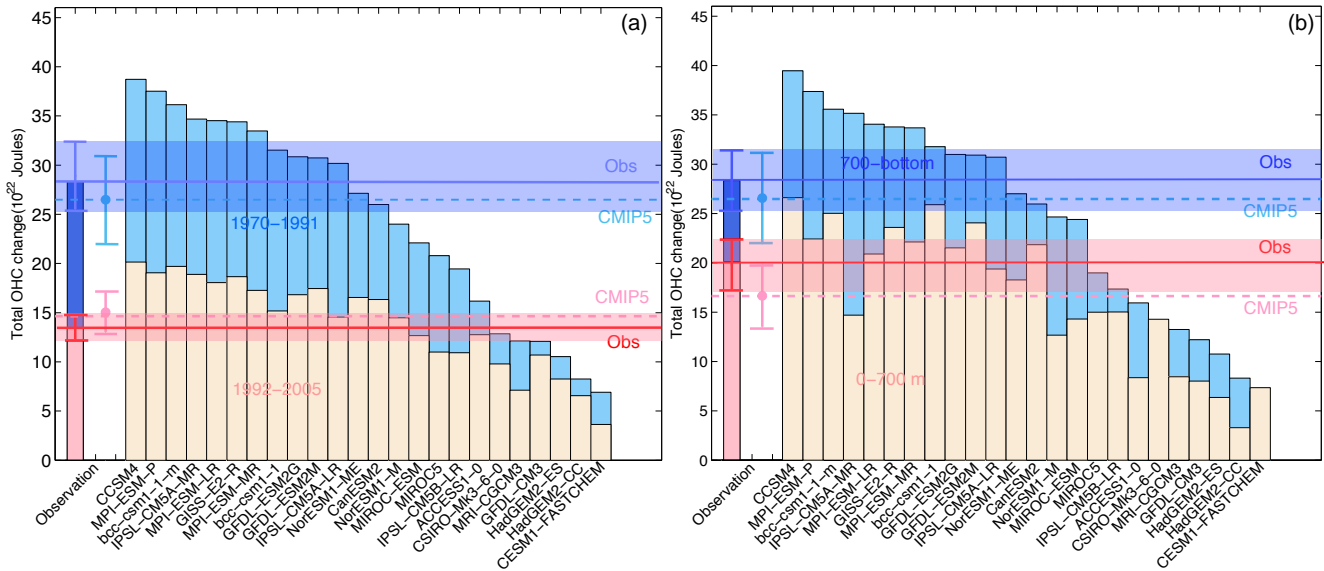 (a)
Total OHC change(10^22 Joules)
45
40
35
30
25
20
15
10
5
0
Obs
CMIP5
1970−1991
CMIP5
Obs
1992−2005
Observation
CCSM4
MPI−ESM−P
bcc−csm1−1−m
IPSL−CM5A−MR
MPI−ESM−LR
GISS−E2−R
MPI−ESM−MR
bcc−csm1−1
GFDL−ESM2G
GFDL−ESM2M
IPSL−CM5A−LR
NorESM1−ME
CanESM2
NorESM1−M
MIROC−ESM
MIROC5
IPSL−CM5B−LR
ACCESS1−0
CSIRO−Mk3−6−0
MRI−CGCM3
GFDL−CM3
HadGEM2−ES
HadGEM2−CC
CESM1−FASTCHEM
(b)
Total OHC change(10^22 Joules)
45
40
35
30
25
20
15
10
5
0
700−bottom
Obs
CMIP5
Obs
CMIP5
0−700 m
Observation
CCSM4
MPI−ESM−P
bcc−csm1−1−m
IPSL−CM5A−MR
MPI−ESM−LR
GISS−E2−R
MPI−ESM−MR
bcc−csm1−1
GFDL−ESM2G
GFDL−ESM2M
IPSL−CM5A−LR
NorESM1−ME
CanESM2
NorESM1−M
MIROC−ESM
MIROC5
IPSL−CM5B−LR
ACCESS1−0
CSIRO−Mk3−6−0
MRI−CGCM3
GFDL−CM3
HadGEM2−ES
HadGEM2−CC
CESM1−FASTCHEM